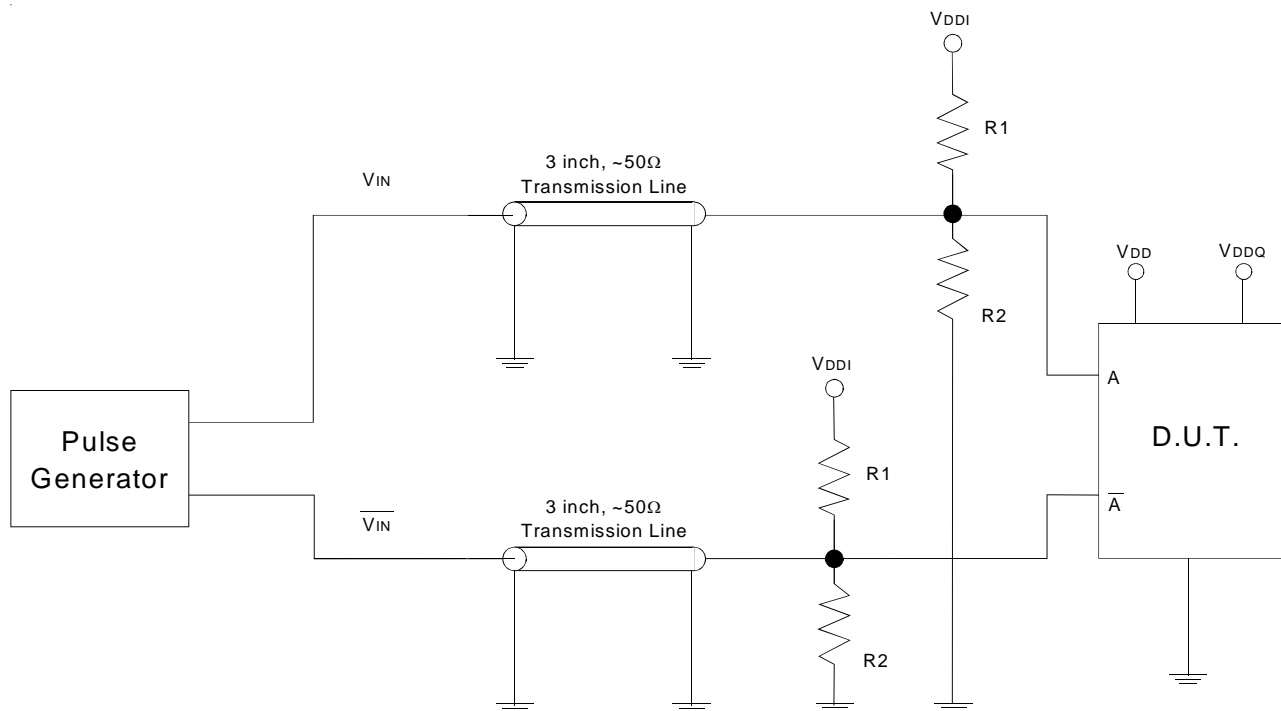 VDDI
R1
3 inch, ~50Ω
Transmission Line
VIN
R2
VDD
VDDQ
A
D.U.T.
A̅
VDDI
R1
Pulse
Generator
3 inch, ~50Ω
Transmission Line
V̅I̅N̅
R2